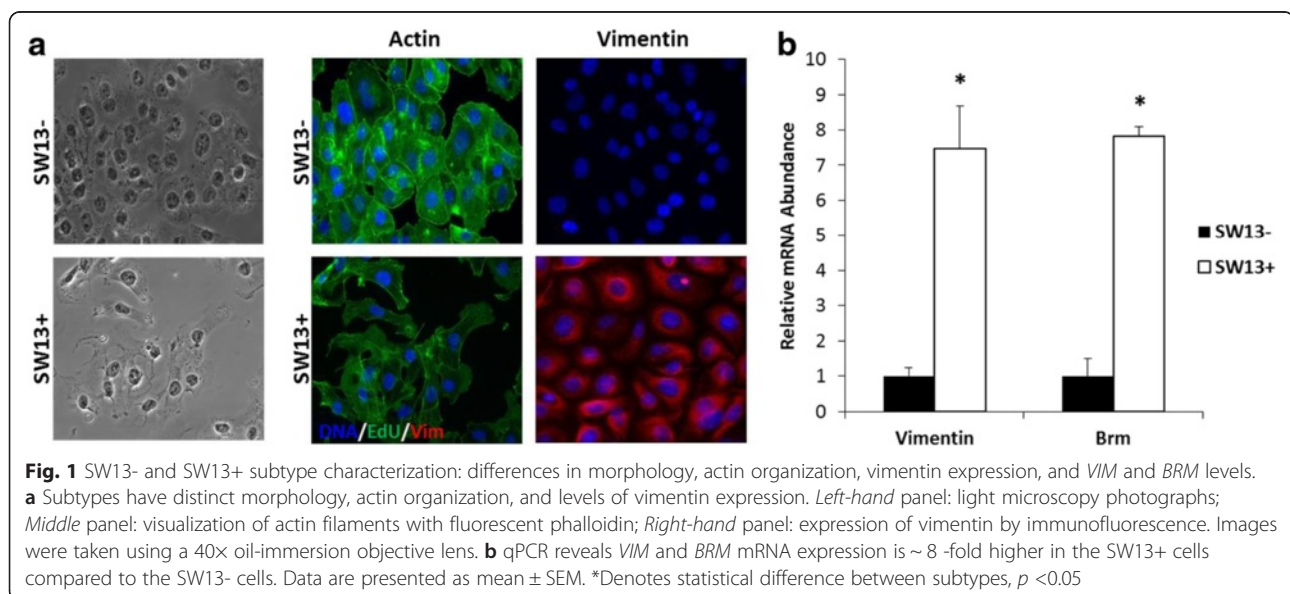 a
Actin
Vimentin
SW13-
SW13+
SW13-
SW13+
DNA/EdU/Vim
b
Relative mRNA Abundance
10
9
8
7
6
5
4
3
2
1
0
*
*
Vimentin
Brm
SW13-
SW13+
Fig. 1 SW13- and SW13+ subtype characterization: differences in morphology, actin organization, vimentin expression, and VIM and BRM levels.
a Subtypes have distinct morphology, actin organization, and levels of vimentin expression. Left-hand panel: light microscopy photographs;
Middle panel: visualization of actin filaments with fluorescent phalloidin; Right-hand panel: expression of vimentin by immunofluorescence. Images
were taken using a 40× oil-immersion objective lens. b qPCR reveals VIM and BRM mRNA expression is ~ 8 -fold higher in the SW13+ cells
compared to the SW13- cells. Data are presented as mean ± SEM. *Denotes statistical difference between subtypes, p <0.05